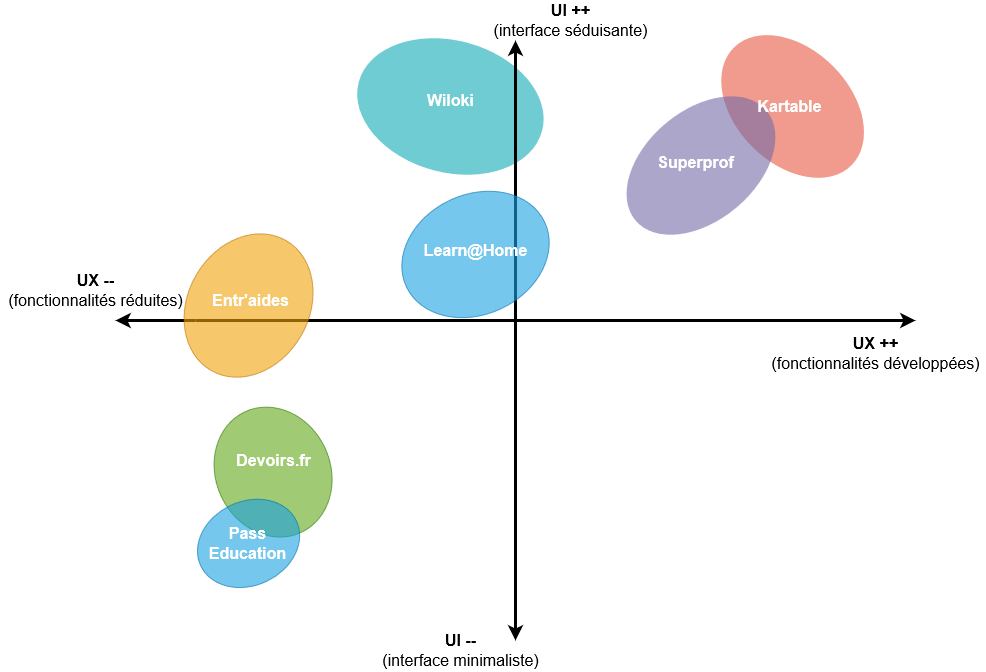 UI ++
(interface séduisante)
Wiloki
Kartable
Superprof
Learn@Home
UX --
(fonctionnalités réduites)
Entr'aides
UX ++
(fonctionnalités développées)
Devoirs.fr
Pass
Education
UI --
(interface minimaliste)